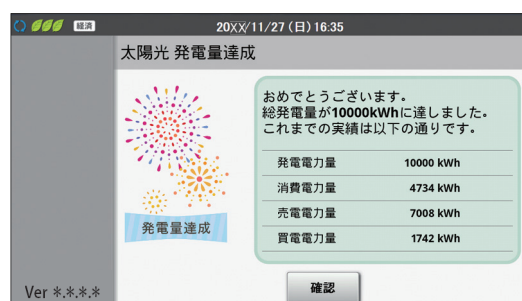 経済 20XX/11/27 (日) 16:35
太陽光 発電量達成
おめでとうございます。
総発電量が10000kWhに達しました。
これまでの実績は以下の通りです。
発電電力量 10000 kWh
消費電力量 4734 kWh
売電電力量 7008 kWh
買電電力量 1742 kWh
発電量達成
確認
Ver *.*.*.*